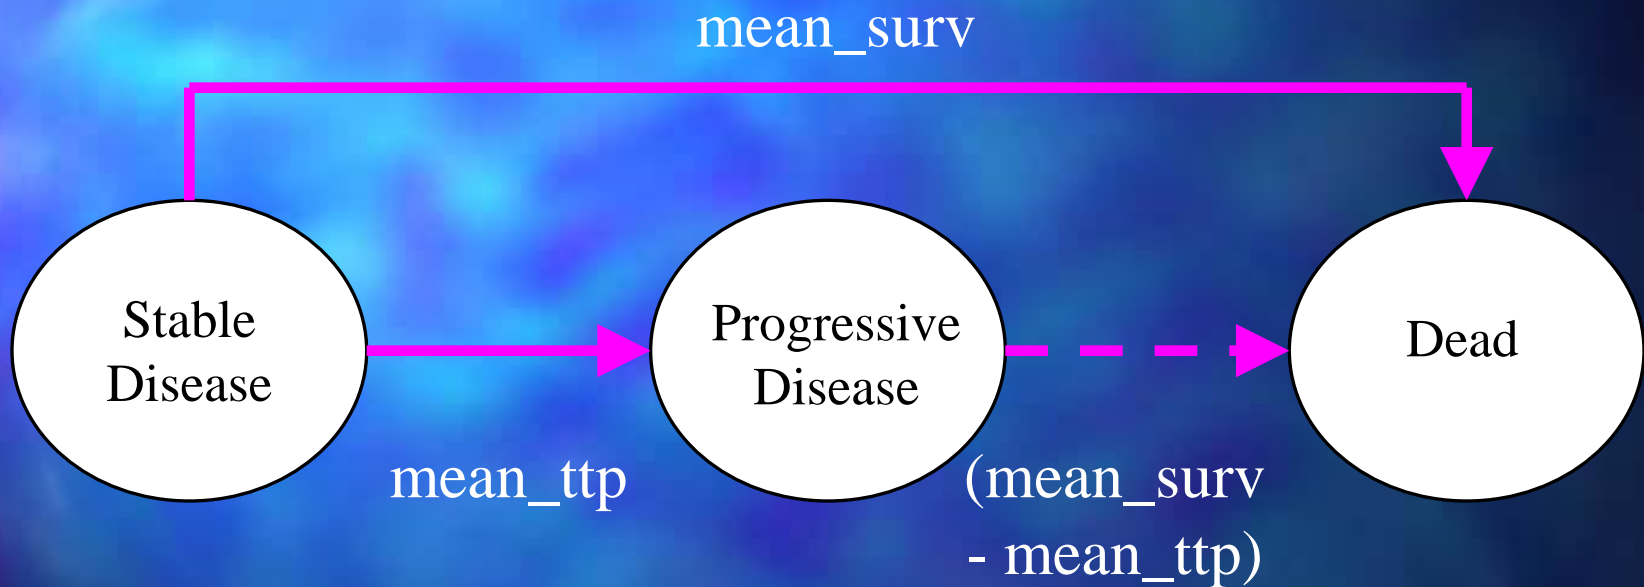 mean_surv
Stable
Disease
Progressive
Disease
Dead
mean_ttp
(mean_surv
- mean_ttp)